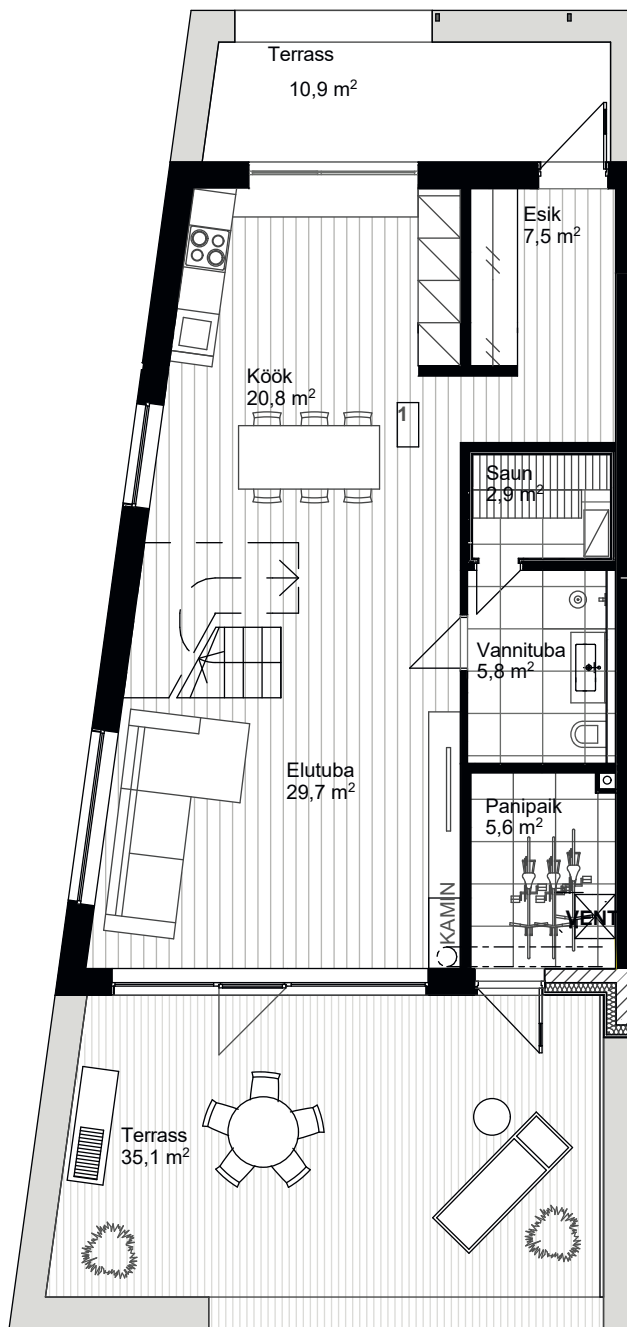 Terrass
10,9 m²
Esik
7,5 m²
Köök
20,8 m²
1
Saun
2,9 m²
Vannituba
5,8 m²
Elutuba
29,7 m²
Panipaik
5,6 m²
VENT
KAMIN
Terrass
35,1 m²